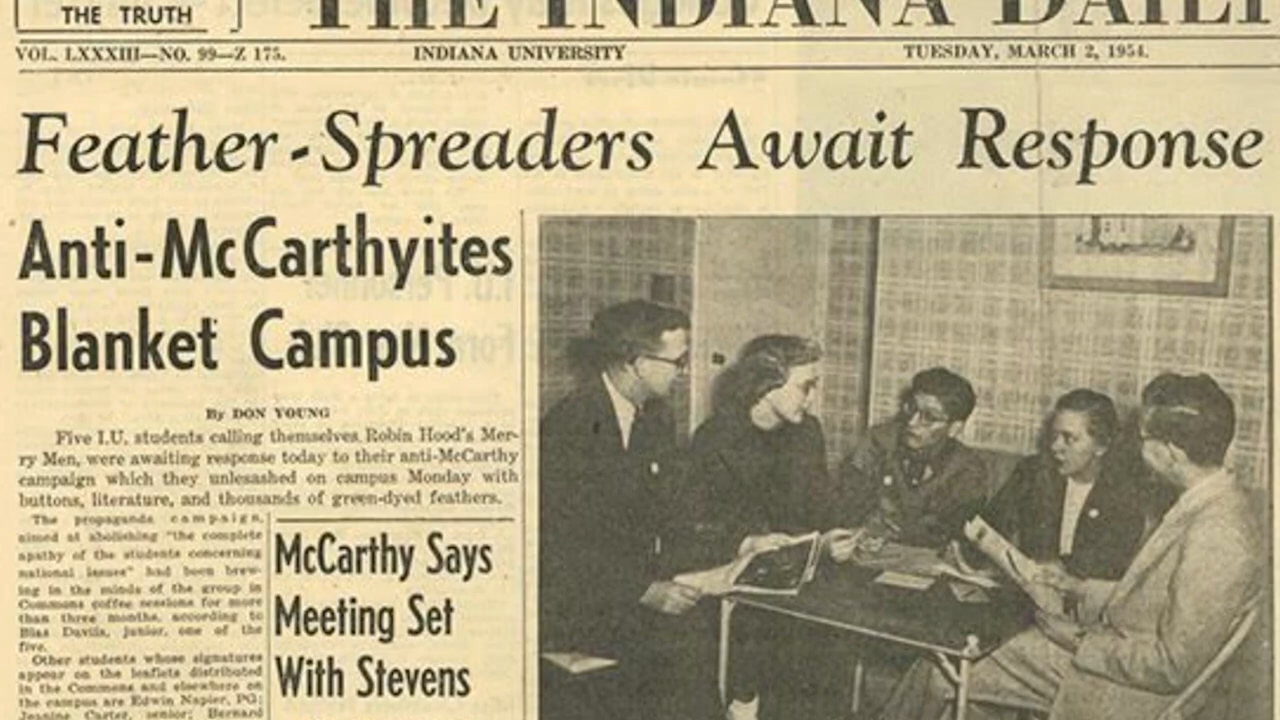 THE TRUTH
THE INDIANA DAILY
VOL. LXXXIII—NO. 99—Z 175.
INDIANA UNIVERSITY
TUESDAY, MARCH 2, 1954.
Feather-Spreaders Await Response
Anti-McCarthyites
Blanket Campus
By DON YOUNG
Five I.U. students calling themselves Robin Hood's Mer-
ry Men, were awaiting response today to their anti-McCarthy
campaign which they unlesashed on campus Monday with
buttons, literature, and thousands of green-dyed feathers.
The propaganda campaign,
aimed at abolishing "the complete
apathy of the students concerning
national issues" had been brew-
ing in the minds of the group in
Commons coffee sessions for more
than three months, according to
Blas Davila, junior, one of the
five.
Other students whose signatures
appear on the leaflets distributed
in the Commons and elsewhere on
the campus are Edwin Napier, PG;
Jeanine Carter, senior; Bernard
McCarthy Says
Meeting Set
With Stevens